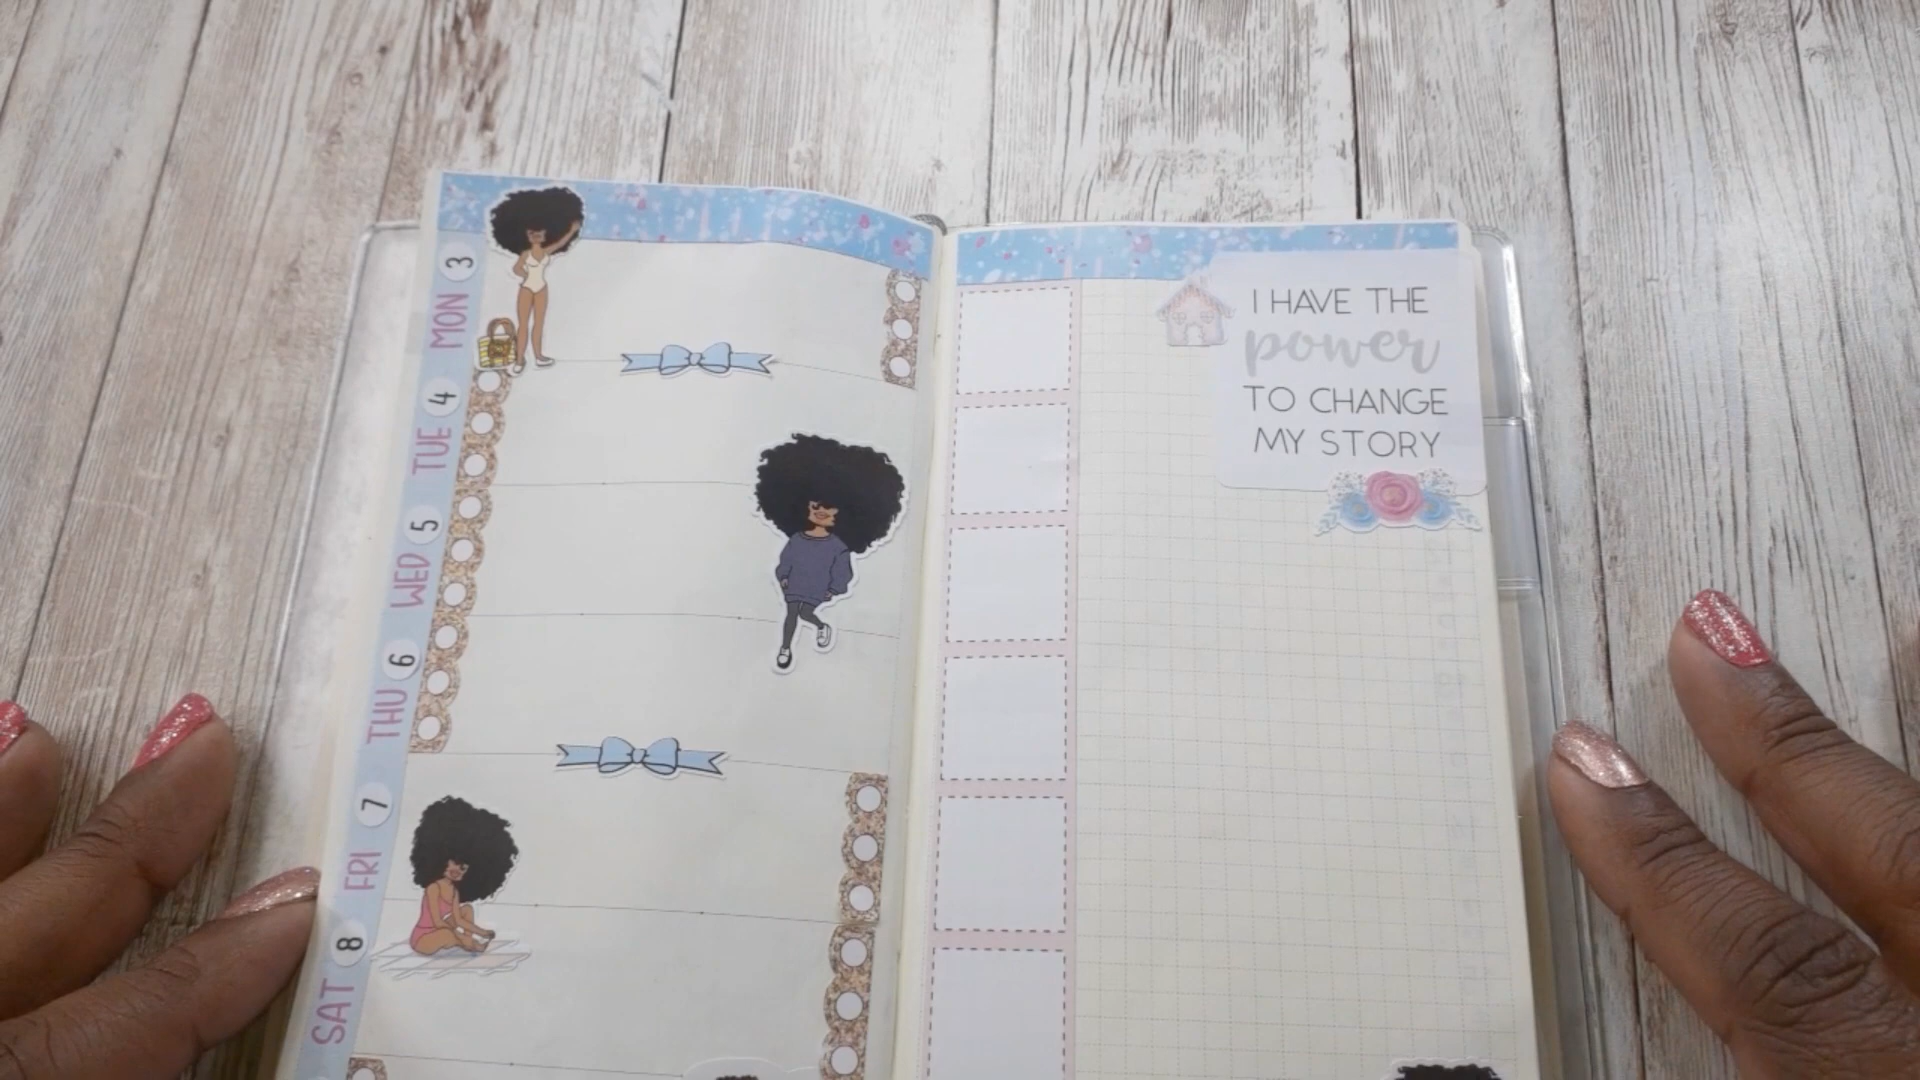 MON 3
TUE 4
WED 5
THU 6
FRI 7
SAT 8
I HAVE THE
power
TO CHANGE
MY STORY